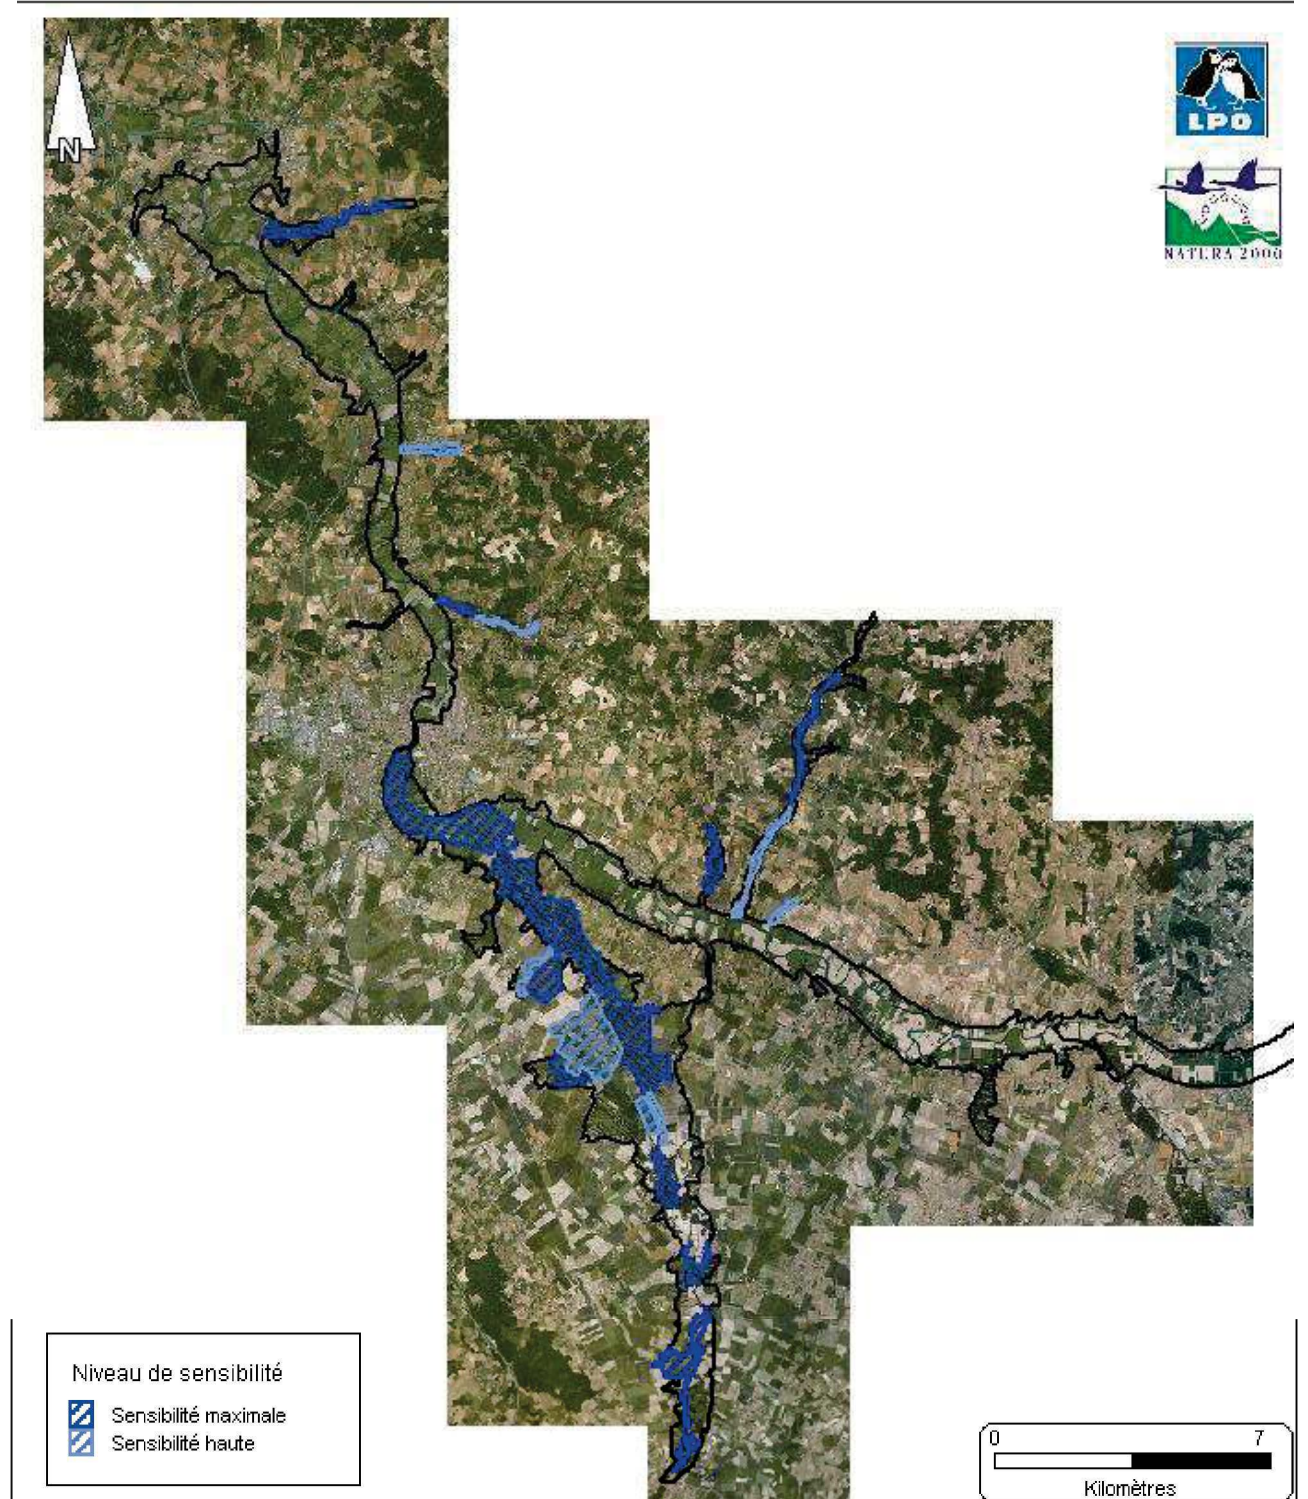 N
LPO
NATURA 2000
Niveau de sensibilité
Sensibilité maximale
Sensibilité haute
0 7
Kilomètres